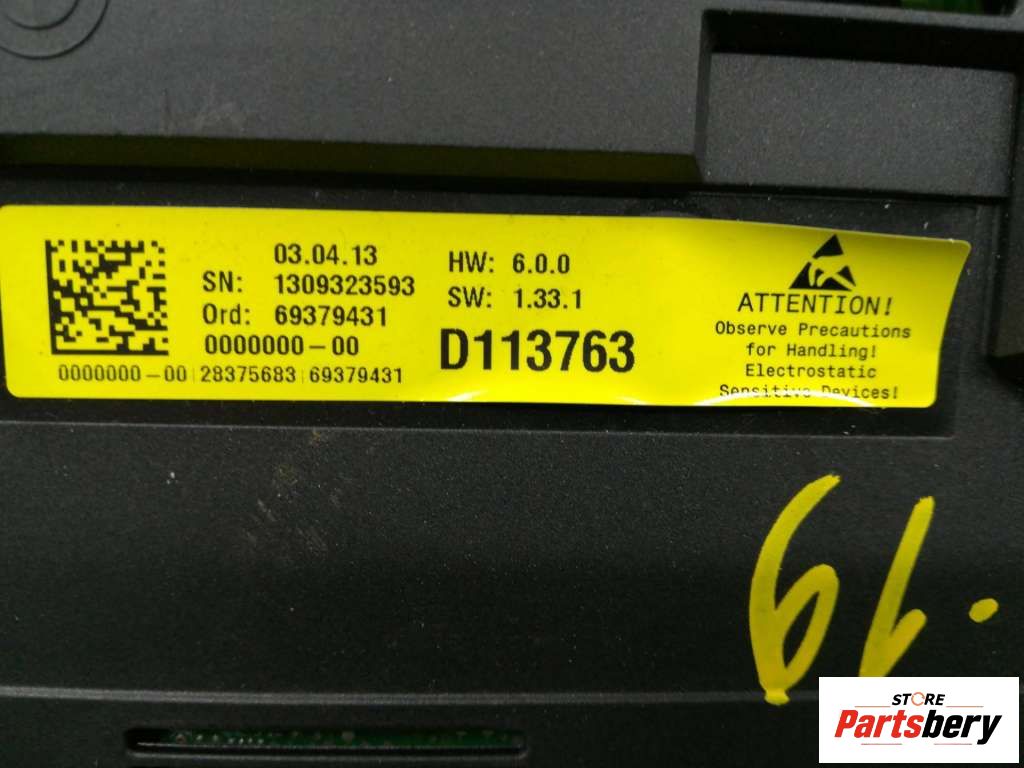 03.04.13
SN: 1309323593
Ord: 69379431
0000000-00
0000000-00 | 28375683 | 69379431
HW: 6.0.0
SW: 1.33.1
D113763
ATTENTION!
Observe Precautions
for Handling!
Electrostatic
Sensitive Devices!
STORE
Partsbery